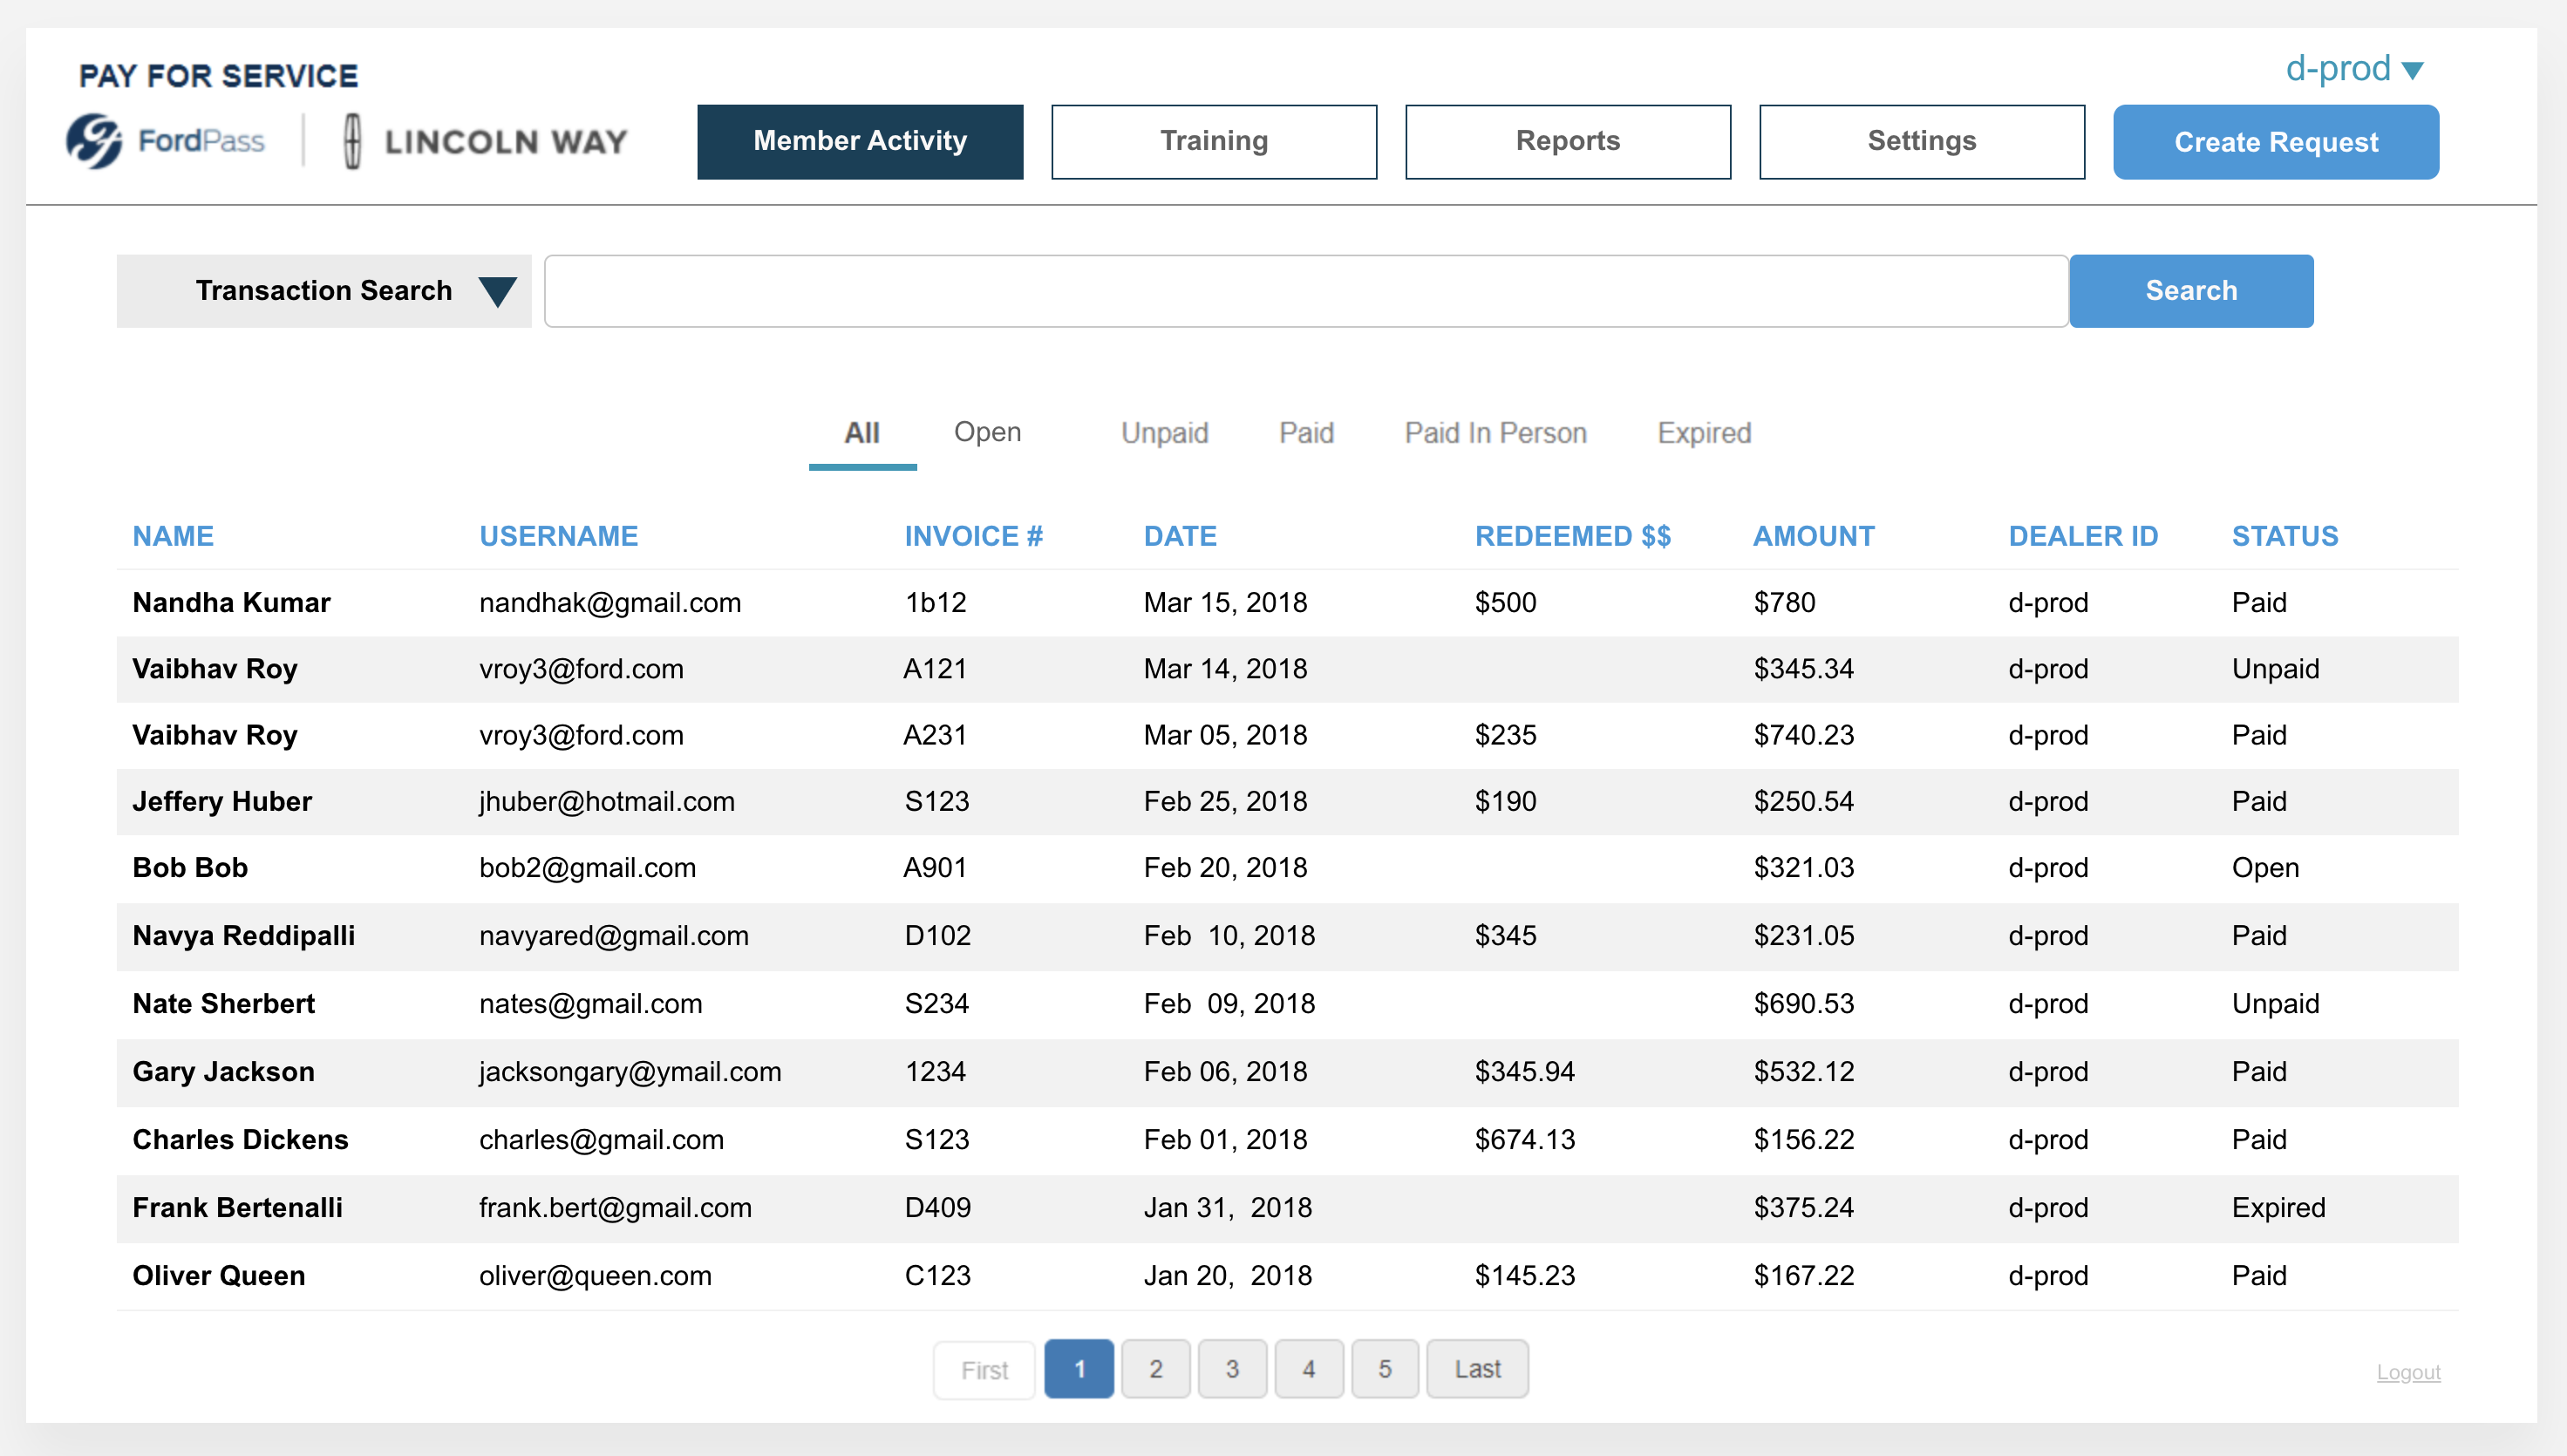 PAY FOR SERVICE
d-prod
FordPass LINCOLN WAY Member Activity Training Reports Settings Create Request
Transaction Search Search
All Open Unpaid Paid Paid In Person Expired
NAME USERNAME INVOICE # DATE REDEEMED $$ AMOUNT DEALER ID STATUS
Nandha Kumar nandhak@gmail.com 1b12 Mar 15, 2018 $500 $780 d-prod Paid
Vaibhav Roy vroy3@ford.com A121 Mar 14, 2018 $345.34 d-prod Unpaid
Vaibhav Roy vroy3@ford.com A231 Mar 05, 2018 $235 $740.23 d-prod Paid
Jeffery Huber jhuber@hotmail.com S123 Feb 25, 2018 $190 $250.54 d-prod Paid
Bob Bob bob2@gmail.com A901 Feb 20, 2018 $321.03 d-prod Open
Navya Reddipalli navyared@gmail.com D102 Feb 10, 2018 $345 $231.05 d-prod Paid
Nate Sherbert nates@gmail.com S234 Feb 09, 2018 $690.53 d-prod Unpaid
Gary Jackson jacksongary@ymail.com 1234 Feb 06, 2018 $345.94 $532.12 d-prod Paid
Charles Dickens charles@gmail.com S123 Feb 01, 2018 $674.13 $156.22 d-prod Paid
Frank Bertenalli frank.bert@gmail.com D409 Jan 31, 2018 $375.24 d-prod Expired
Oliver Queen oliver@queen.com C123 Jan 20, 2018 $145.23 $167.22 d-prod Paid
First 1 2 3 4 5 Last Logout